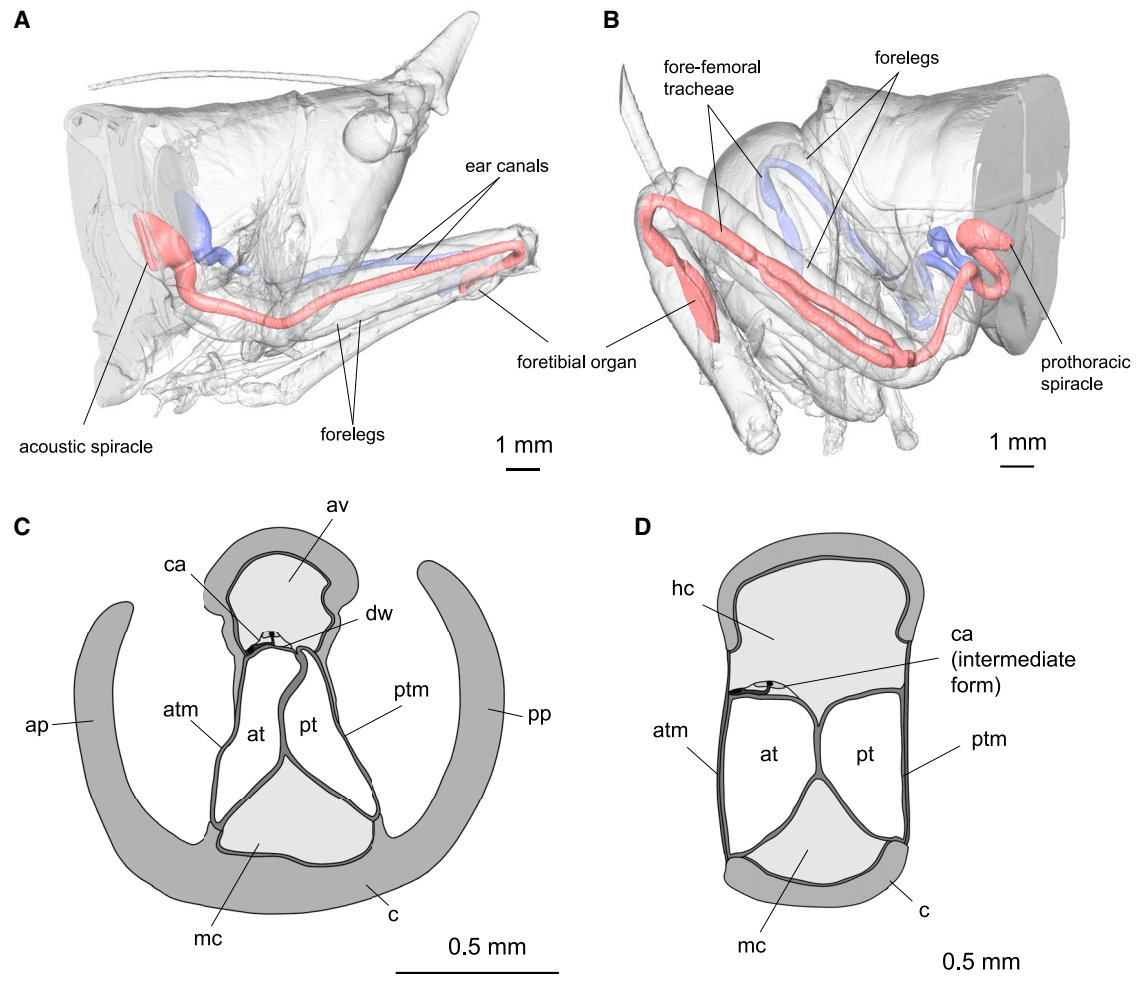 A
ear canals
foretibial organ
forelegs
acoustic spiracle
1 mm
B
fore-femoral
tracheae
forelegs
prothoracic
spiracle
1 mm
C
av
ca
dw
atm
ptm
ap
at
pt
pp
mc
c
0.5 mm
D
hc
ca
(intermediate
form)
atm
at
pt
ptm
mc
c
0.5 mm